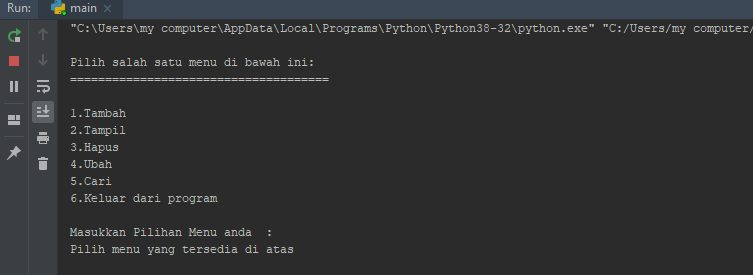 Run: main
"C:\Users\my computer\AppData\Local\Programs\Python\Python38-32\python.exe" "C:/Users/my computer/
Pilih salah satu menu di bawah ini:
=====================================
1.Tambah
2.Tampil
3.Hapus
4.Ubah
5.Cari
6.Keluar dari program
Masukkan Pilihan Menu anda  :
Pilih menu yang tersedia di atas